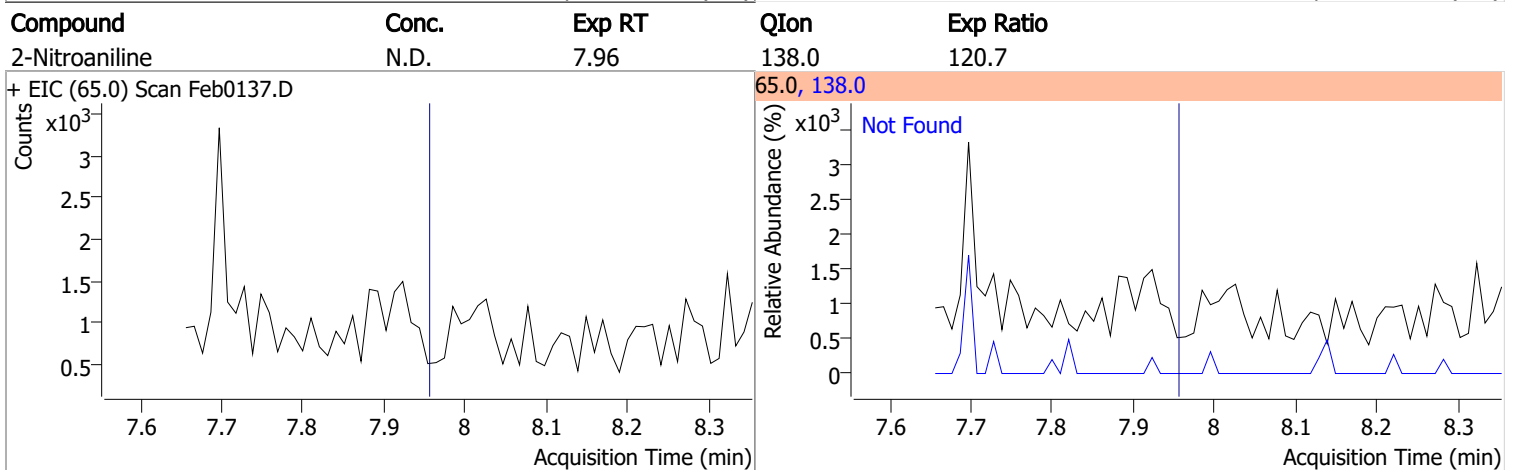 Compound Conc. Exp RT QIon Exp Ratio
2-Nitroaniline N.D. 7.96 138.0 120.7
+ EIC (65.0) Scan Feb0137.D
Counts
x10³
3
2.5
2
1.5
1
0.5
7.6 7.7 7.8 7.9 8 8.1 8.2 8.3
Acquisition Time (min)
65.0, 138.0
Relative Abundance (%)
x10³
Not Found
3
2.5
2
1.5
1
0.5
0
7.6 7.7 7.8 7.9 8 8.1 8.2 8.3
Acquisition Time (min)